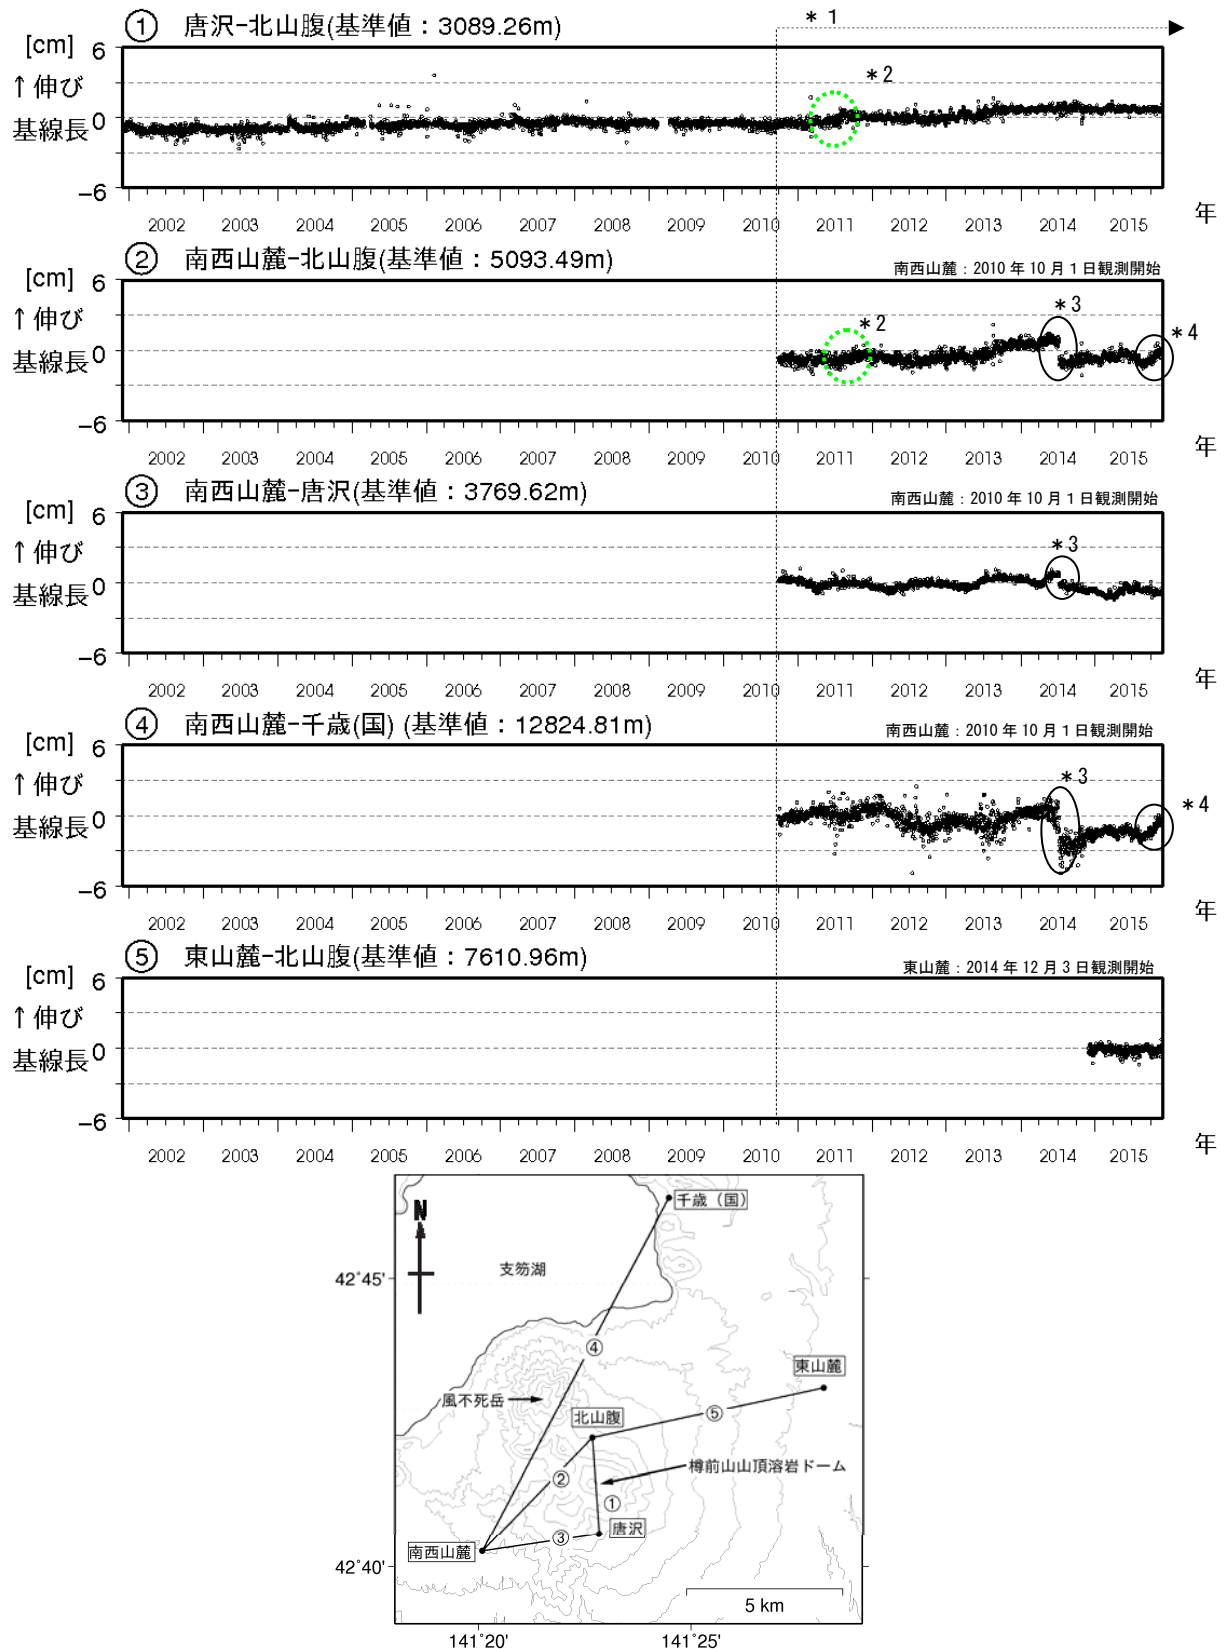 ① 唐沢-北山腹(基準値：3089.26m)
＊1
[cm] 6
↑伸び
基線長 0
-6
＊2
2002 2003 2004 2005 2006 2007 2008 2009 2010 2011 2012 2013 2014 2015 年
② 南西山麓-北山腹(基準値：5093.49m)
南西山麓：2010年10月1日観測開始
[cm] 6
↑伸び
基線長 0
-6
＊2
＊3
＊4
2002 2003 2004 2005 2006 2007 2008 2009 2010 2011 2012 2013 2014 2015 年
③ 南西山麓-唐沢(基準値：3769.62m)
南西山麓：2010年10月1日観測開始
[cm] 6
↑伸び
基線長 0
-6
＊3
2002 2003 2004 2005 2006 2007 2008 2009 2010 2011 2012 2013 2014 2015 年
④ 南西山麓-千歳(国) (基準値：12824.81m)
南西山麓：2010年10月1日観測開始
[cm] 6
↑伸び
基線長 0
-6
＊3
＊4
2002 2003 2004 2005 2006 2007 2008 2009 2010 2011 2012 2013 2014 2015 年
⑤ 東山麓-北山腹(基準値：7610.96m)
東山麓：2014年12月3日観測開始
[cm] 6
↑伸び
基線長 0
-6
2002 2003 2004 2005 2006 2007 2008 2009 2010 2011 2012 2013 2014 2015 年
N
千歳（国）
支笏湖
42°45'
④
東山麓
風不死岳
北山腹
⑤
樽前山山頂溶岩ドーム
②
①
唐沢
③
南西山麓
42°40'
5 km
141°20'
141°25'